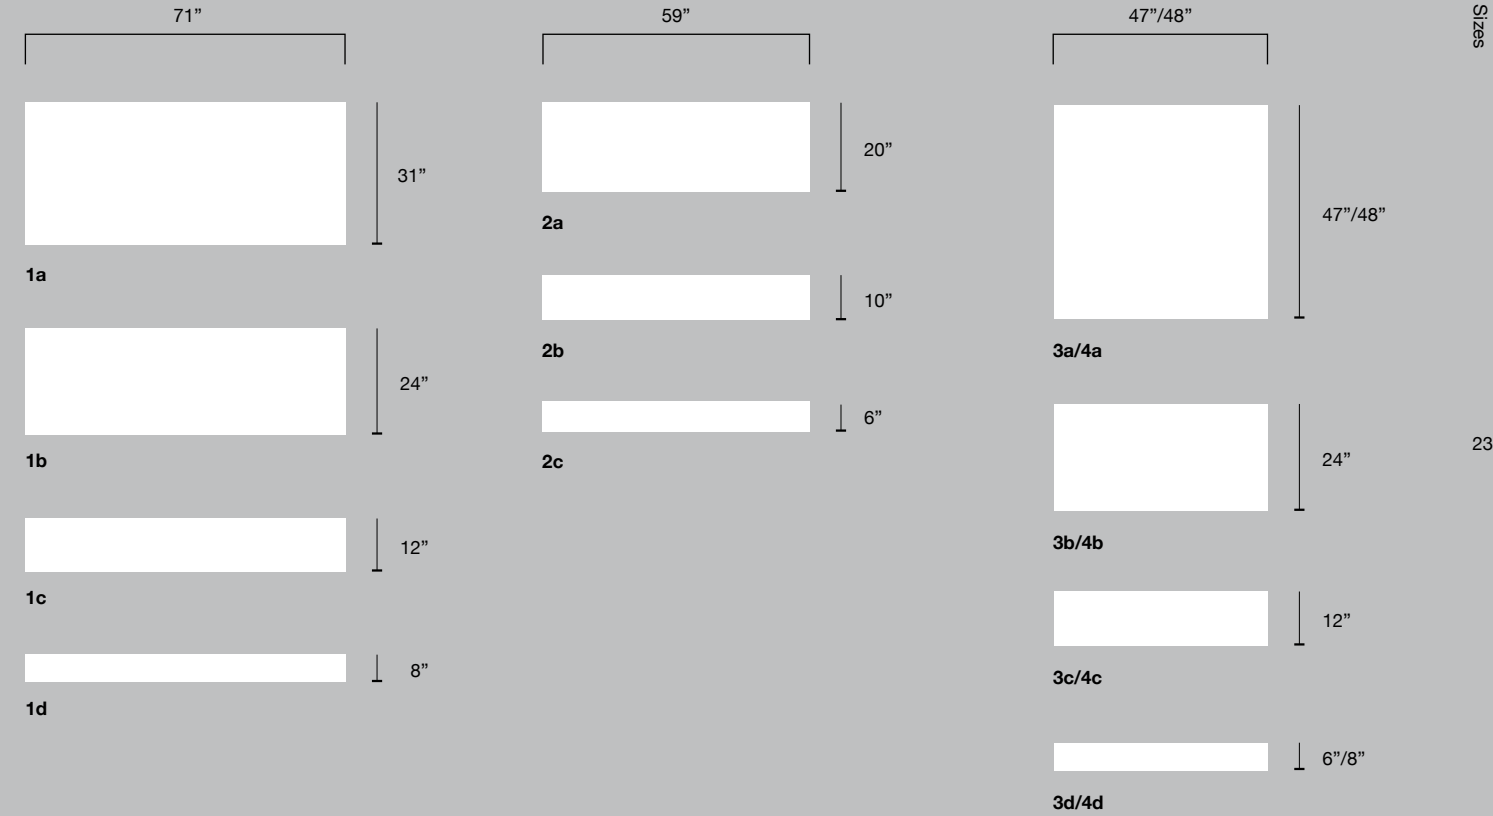 71”
31”
1a
24”
1b
12”
1c
8”
1d
59”
20”
2a
10”
2b
6”
2c
47”/48”
47”/48”
3a/4a
24”
3b/4b
12”
3c/4c
6”/8”
3d/4d
Sizes
23